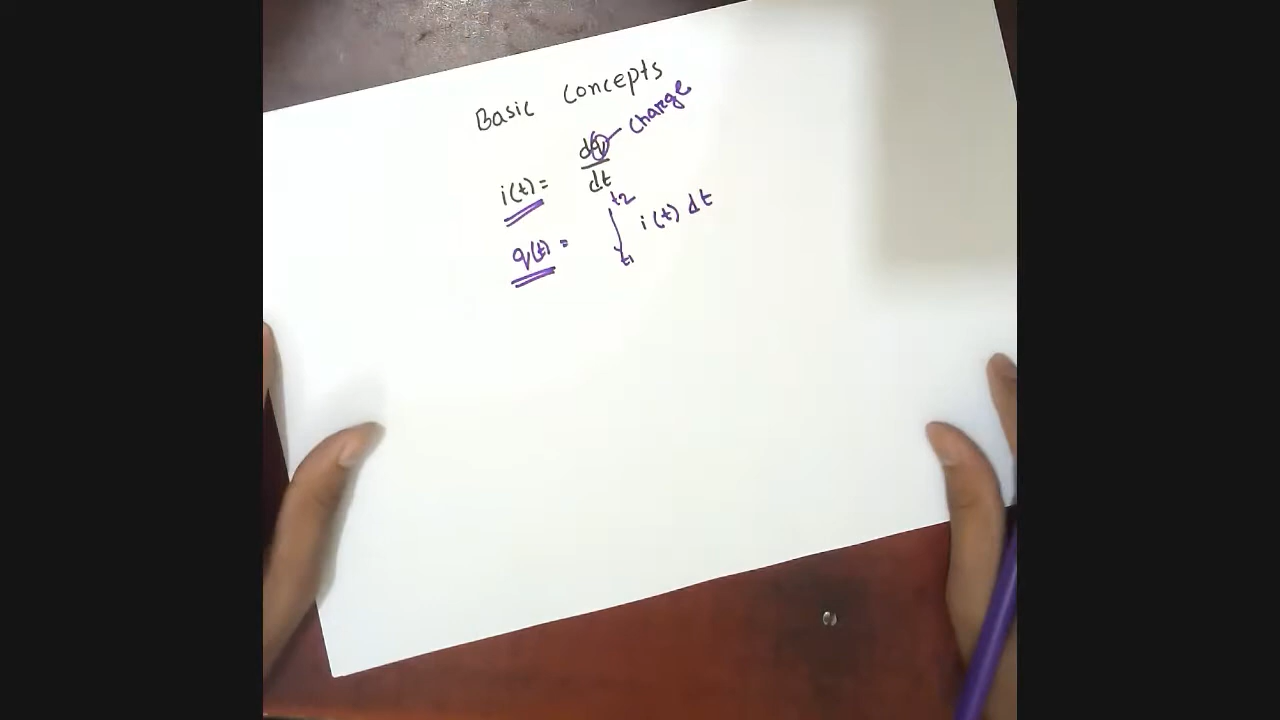 Basic Concepts
i(t) = dq/dt charge
q(t) = ∫ t1 t2 i(t) dt